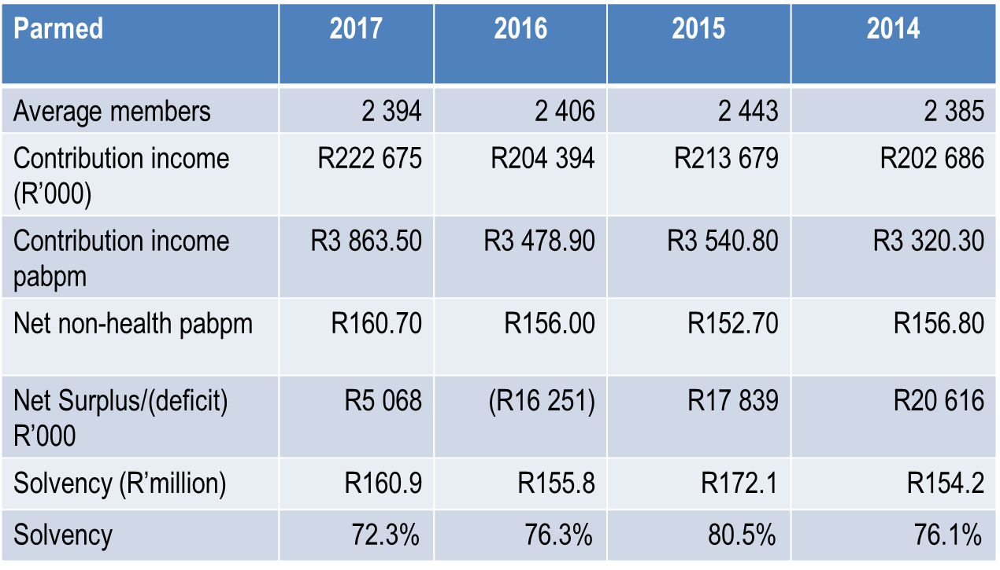 Parmed 2017 2016 2015 2014
Average members 2 394 2 406 2 443 2 385
Contribution income R222 675 R204 394 R213 679 R202 686
(R’000)
Contribution income R3 863.50 R3 478.90 R3 540.80 R3 320.30
pabpm
Net non-health pabpm R160.70 R156.00 R152.70 R156.80
Net Surplus/(deficit) R5 068 (R16 251) R17 839 R20 616
R’000
Solvency (R’million) R160.9 R155.8 R172.1 R154.2
Solvency 72.3% 76.3% 80.5% 76.1%